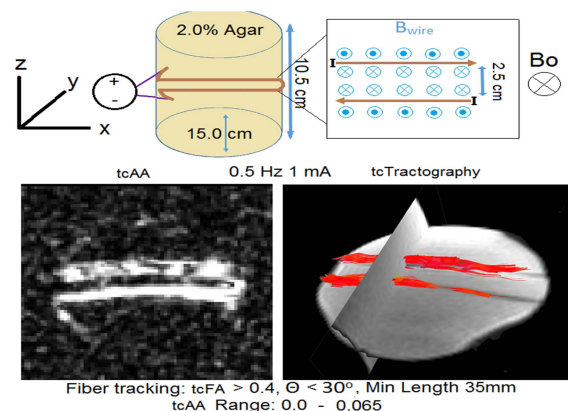 2.0% Agar
10.5 cm
15.0 cm
z
y
x
+
-
Bwire
I
I
2.5 cm
Bo
tcAA
0.5 Hz 1 mA
tcTractography
Fiber tracking: tcFA > 0.4, Θ < 30°, Min Length 35mm
tcAA Range: 0.0 - 0.065